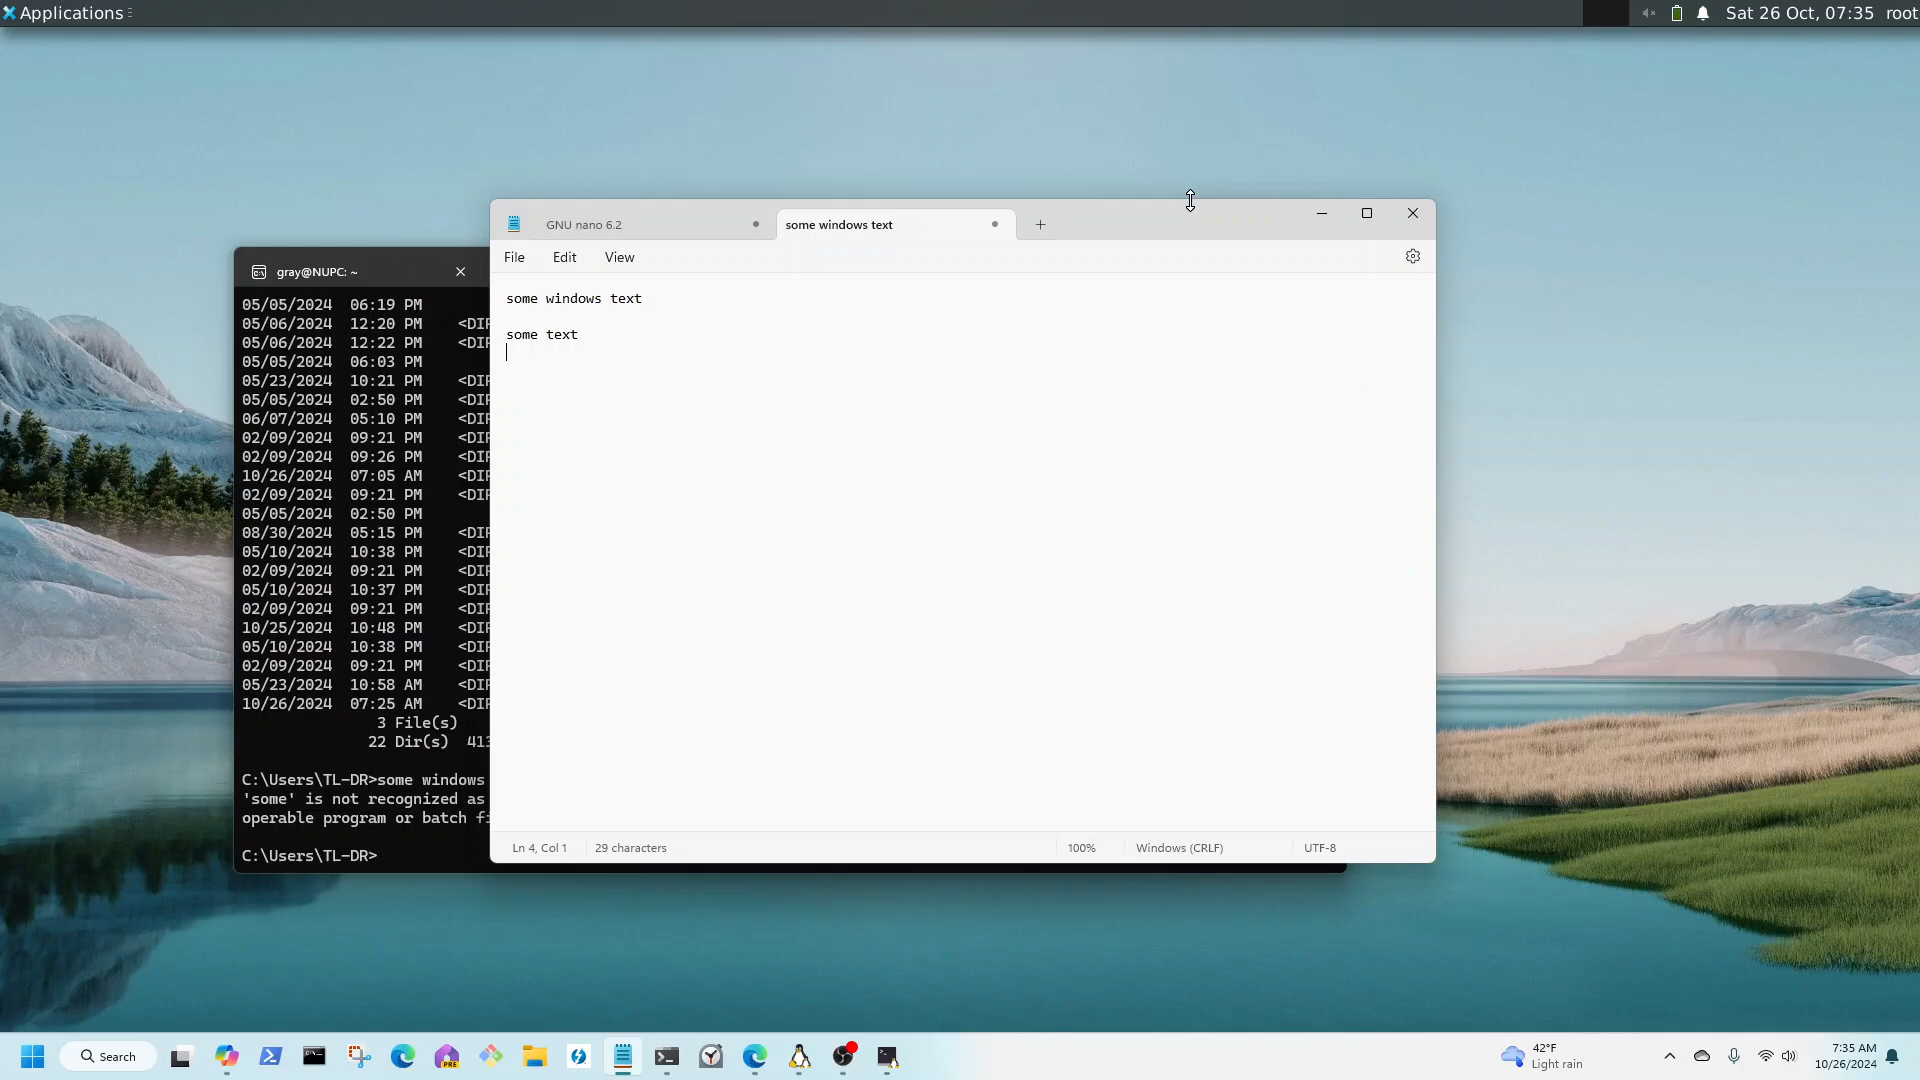 Applications
Sat 26 Oct, 07:35 root
GNU nano 6.2
some windows text
File Edit View
some windows text
some text
Ln 4, Col 1
29 characters
100%
Windows (CRLF)
UTF-8
gray@NUPC: ~
05/05/2024 06:19 PM
05/06/2024 12:20 PM <DIR
05/06/2024 12:22 PM <DIR
05/05/2024 06:03 PM
05/23/2024 10:21 PM <DIR
05/05/2024 02:50 PM <DIR
06/07/2024 05:10 PM <DIR
02/09/2024 09:21 PM <DIR
02/09/2024 09:26 PM <DIR
10/26/2024 07:05 AM <DIR
02/09/2024 09:21 PM <DIR
05/05/2024 02:50 PM
08/30/2024 05:15 PM <DIR
05/10/2024 10:38 PM <DIR
02/09/2024 09:21 PM <DIR
05/10/2024 10:37 PM <DIR
02/09/2024 09:21 PM <DIR
10/25/2024 10:48 PM <DIR
05/10/2024 10:38 PM <DIR
02/09/2024 09:21 PM <DIR
05/23/2024 10:58 AM <DIR
10/26/2024 07:25 AM <DIR
3 File(s)
22 Dir(s) 413
C:\Users\TL-DR>some windows
'some' is not recognized as
operable program or batch fi
C:\Users\TL-DR>
Search
PRE
42°F
Light rain
7:35 AM
10/26/2024